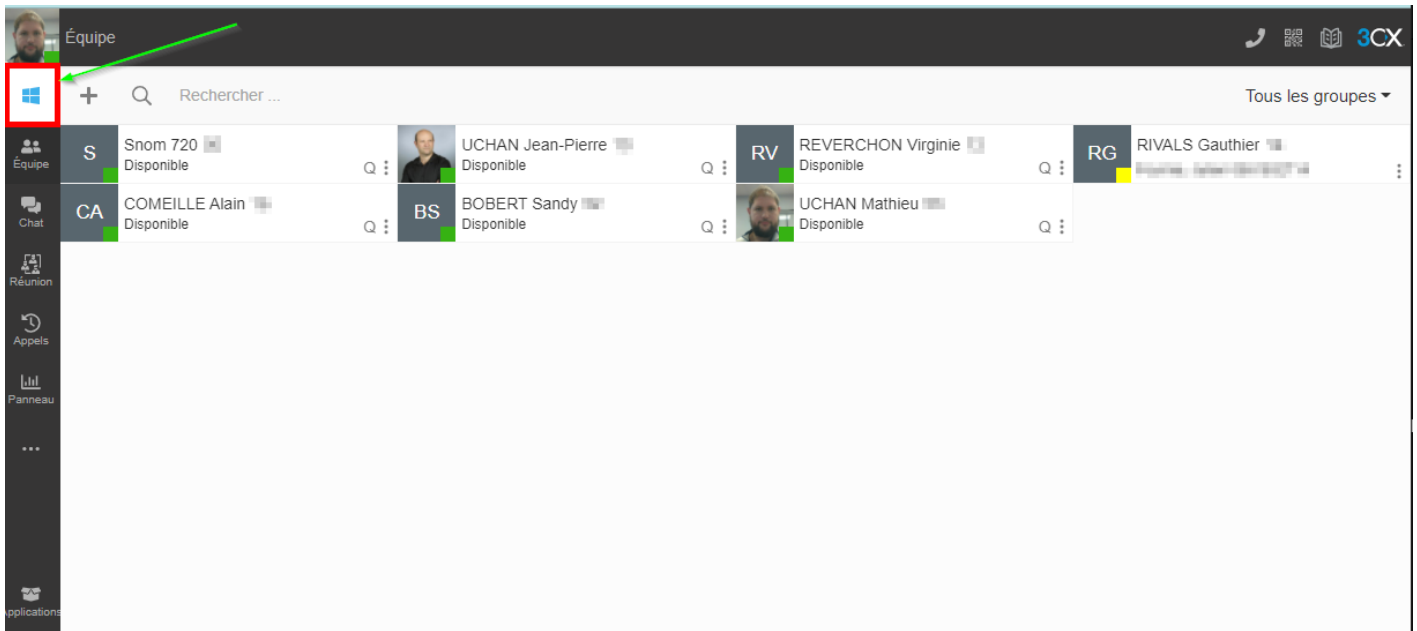 Équipe
3CX
Rechercher ...
Tous les groupes
Équipe
Chat
Réunion
Appels
Panneau
Applications
S
Snom 720
Disponible
Q
UCHAN Jean-Pierre
Disponible
Q
RV
REVERCHON Virginie
Disponible
Q
RG
RIVALS Gauthier
CA
COMEILLE Alain
Disponible
Q
BS
BOBERT Sandy
Disponible
Q
UCHAN Mathieu
Disponible
Q